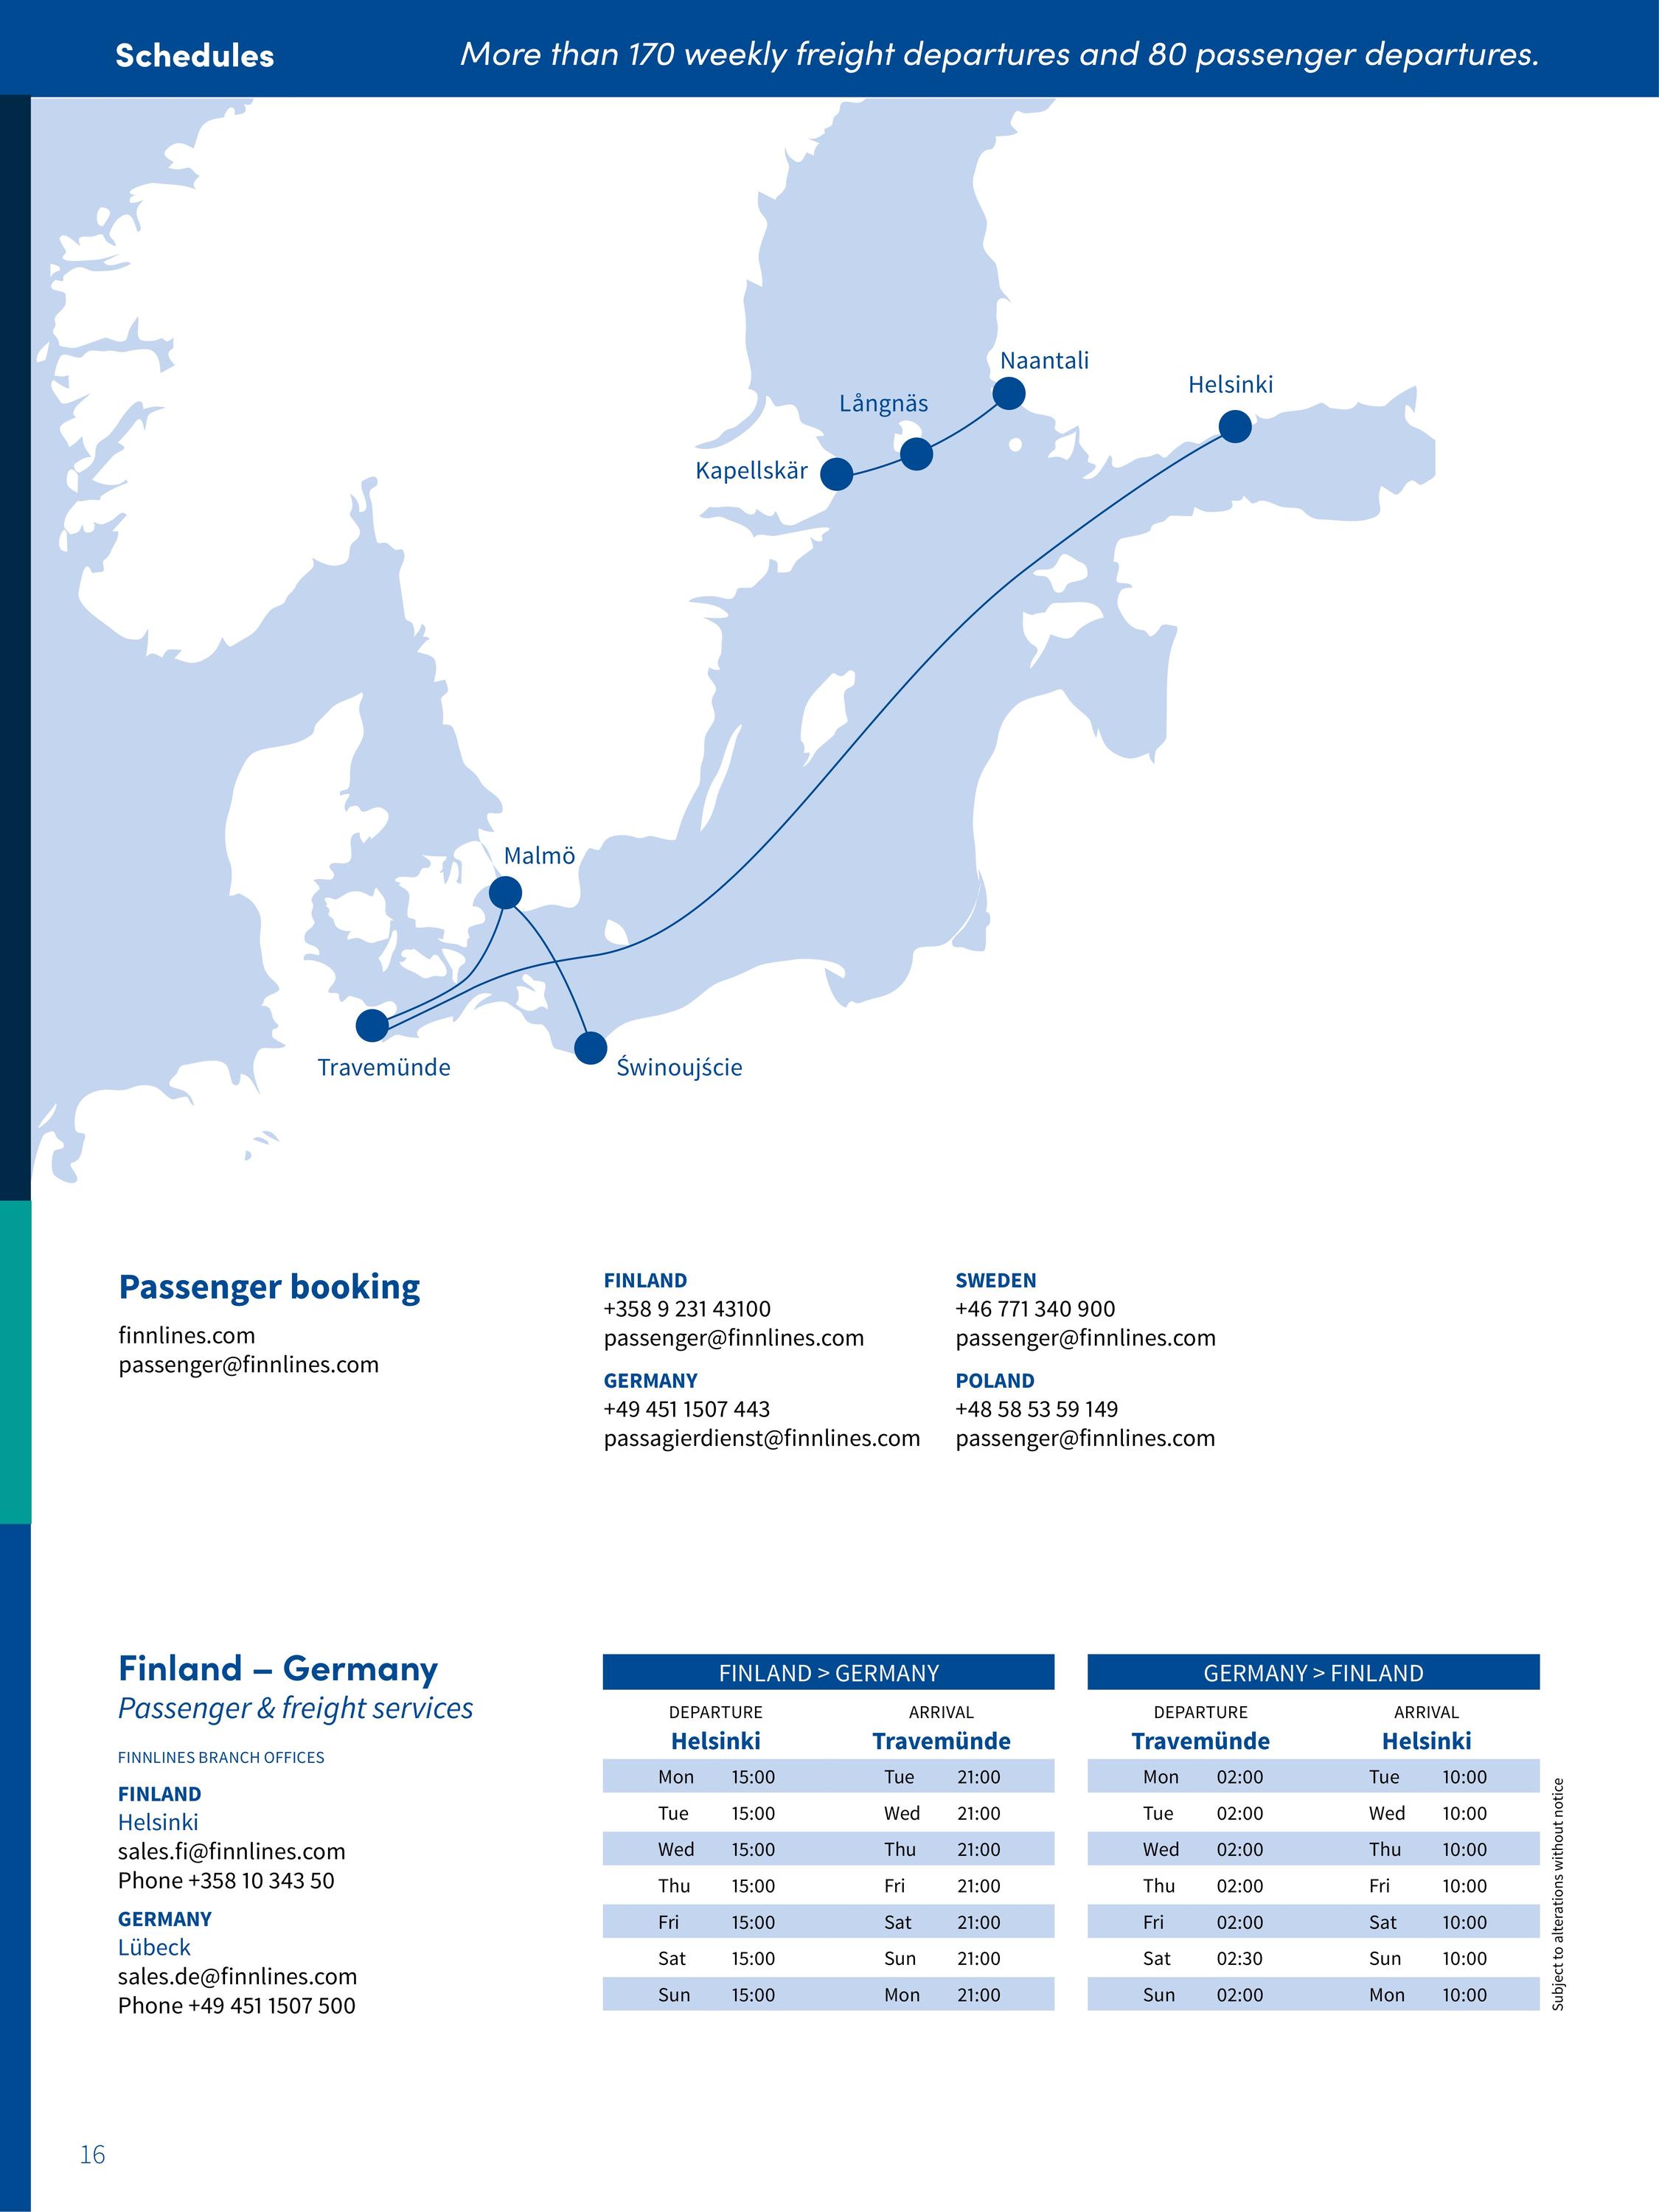 Schedules
More than 170 weekly freight departures and 80 passenger departures.
Naantali
Helsinki
Långnäs
Kapellskär
Malmö
Travemünde
Świnoujście
Passenger booking
finnlines.com
passenger@finnlines.com
FINLAND
+358 9 231 43100
passenger@finnlines.com
GERMANY
+49 451 1507 443
passagierdienst@finnlines.com
SWEDEN
+46 771 340 900
passenger@finnlines.com
POLAND
+48 58 53 59 149
passenger@finnlines.com
Finland – Germany
Passenger & freight services
FINNLINES BRANCH OFFICES
FINLAND
Helsinki
sales.fi@finnlines.com
Phone +358 10 343 50
GERMANY
Lübeck
sales.de@finnlines.com
Phone +49 451 1507 500
FINLAND > GERMANY
DEPARTURE ARRIVAL
Helsinki Travemünde
Mon 15:00 Tue 21:00
Tue 15:00 Wed 21:00
Wed 15:00 Thu 21:00
Thu 15:00 Fri 21:00
Fri 15:00 Sat 21:00
Sat 15:00 Sun 21:00
Sun 15:00 Mon 21:00
GERMANY > FINLAND
DEPARTURE ARRIVAL
Travemünde Helsinki
Mon 02:00 Tue 10:00
Tue 02:00 Wed 10:00
Wed 02:00 Thu 10:00
Thu 02:00 Fri 10:00
Fri 02:00 Sat 10:00
Sat 02:30 Sun 10:00
Sun 02:00 Mon 10:00
Subject to alterations without notice
16